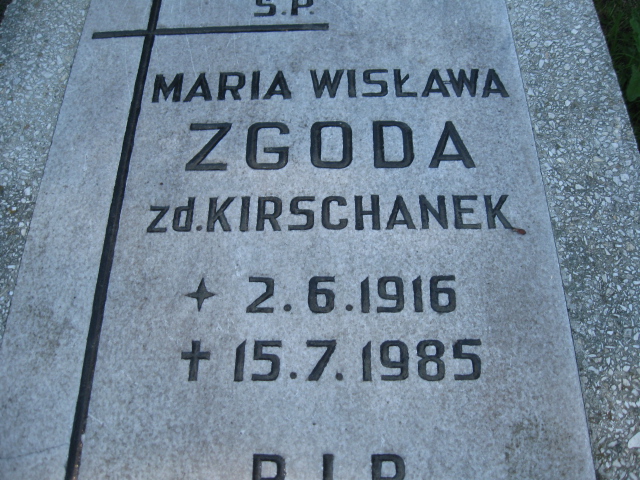 Ś.P.
MARIA WISŁAWA
ZGODA
zd.KIRSCHANEK
2.6.1916
15.7.1985
R.I.P.